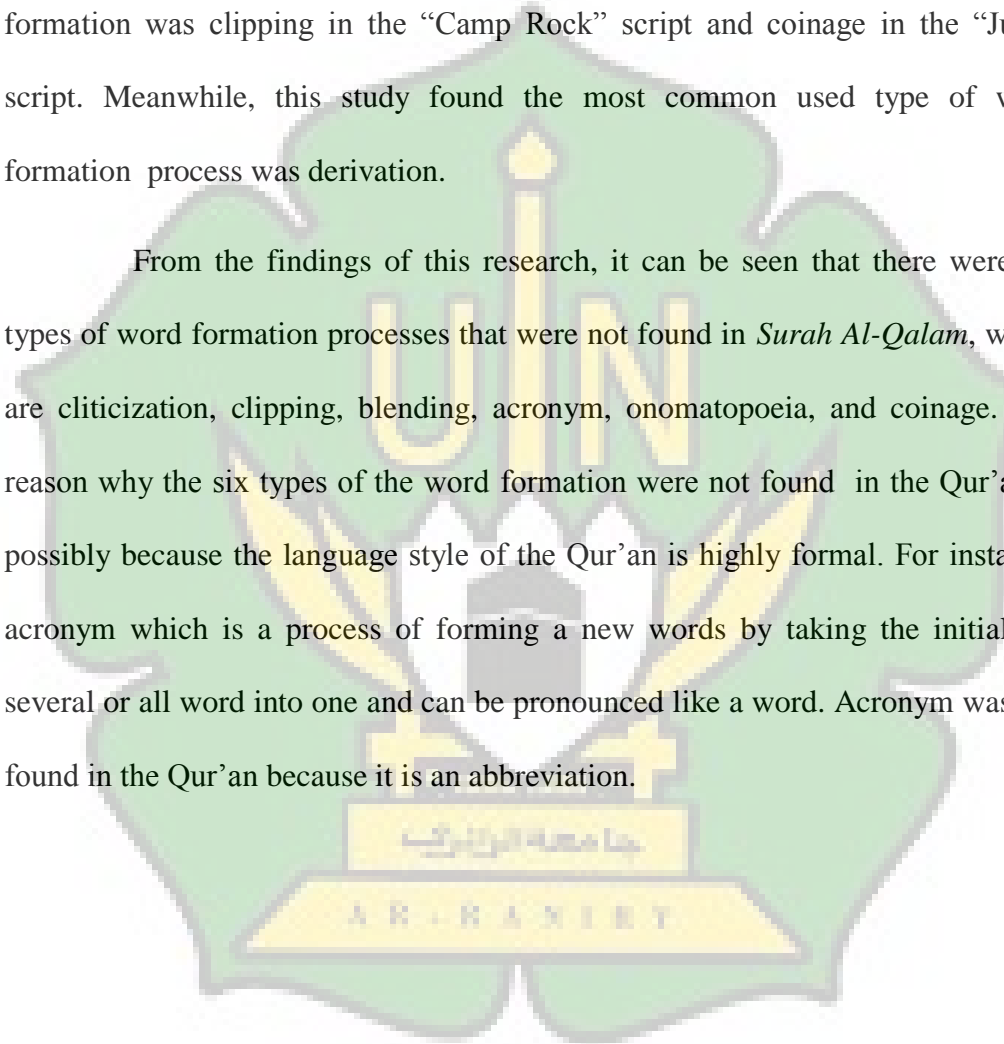 formation was clipping in the “Camp Rock” script and coinage in the
script. Meanwhile, this study found the most common used type of
formation process was derivation.
From the findings of this research, it can be seen that there were
types of word formation processes that were not found in Surah Al-Qalam,
are cliticization, clipping, blending, acronym, onomatopoeia, and coinage.
reason why the six types of the word formation were not found in the
possibly because the language style of the Qur’an is highly formal. For
acronym which is a process of forming a new words by taking the initial
several or all word into one and can be pronounced like a word. Acronym was
found in the Qur’an because it is an abbreviation.
UIN
جامعة الرانيري
AR-RANIRY